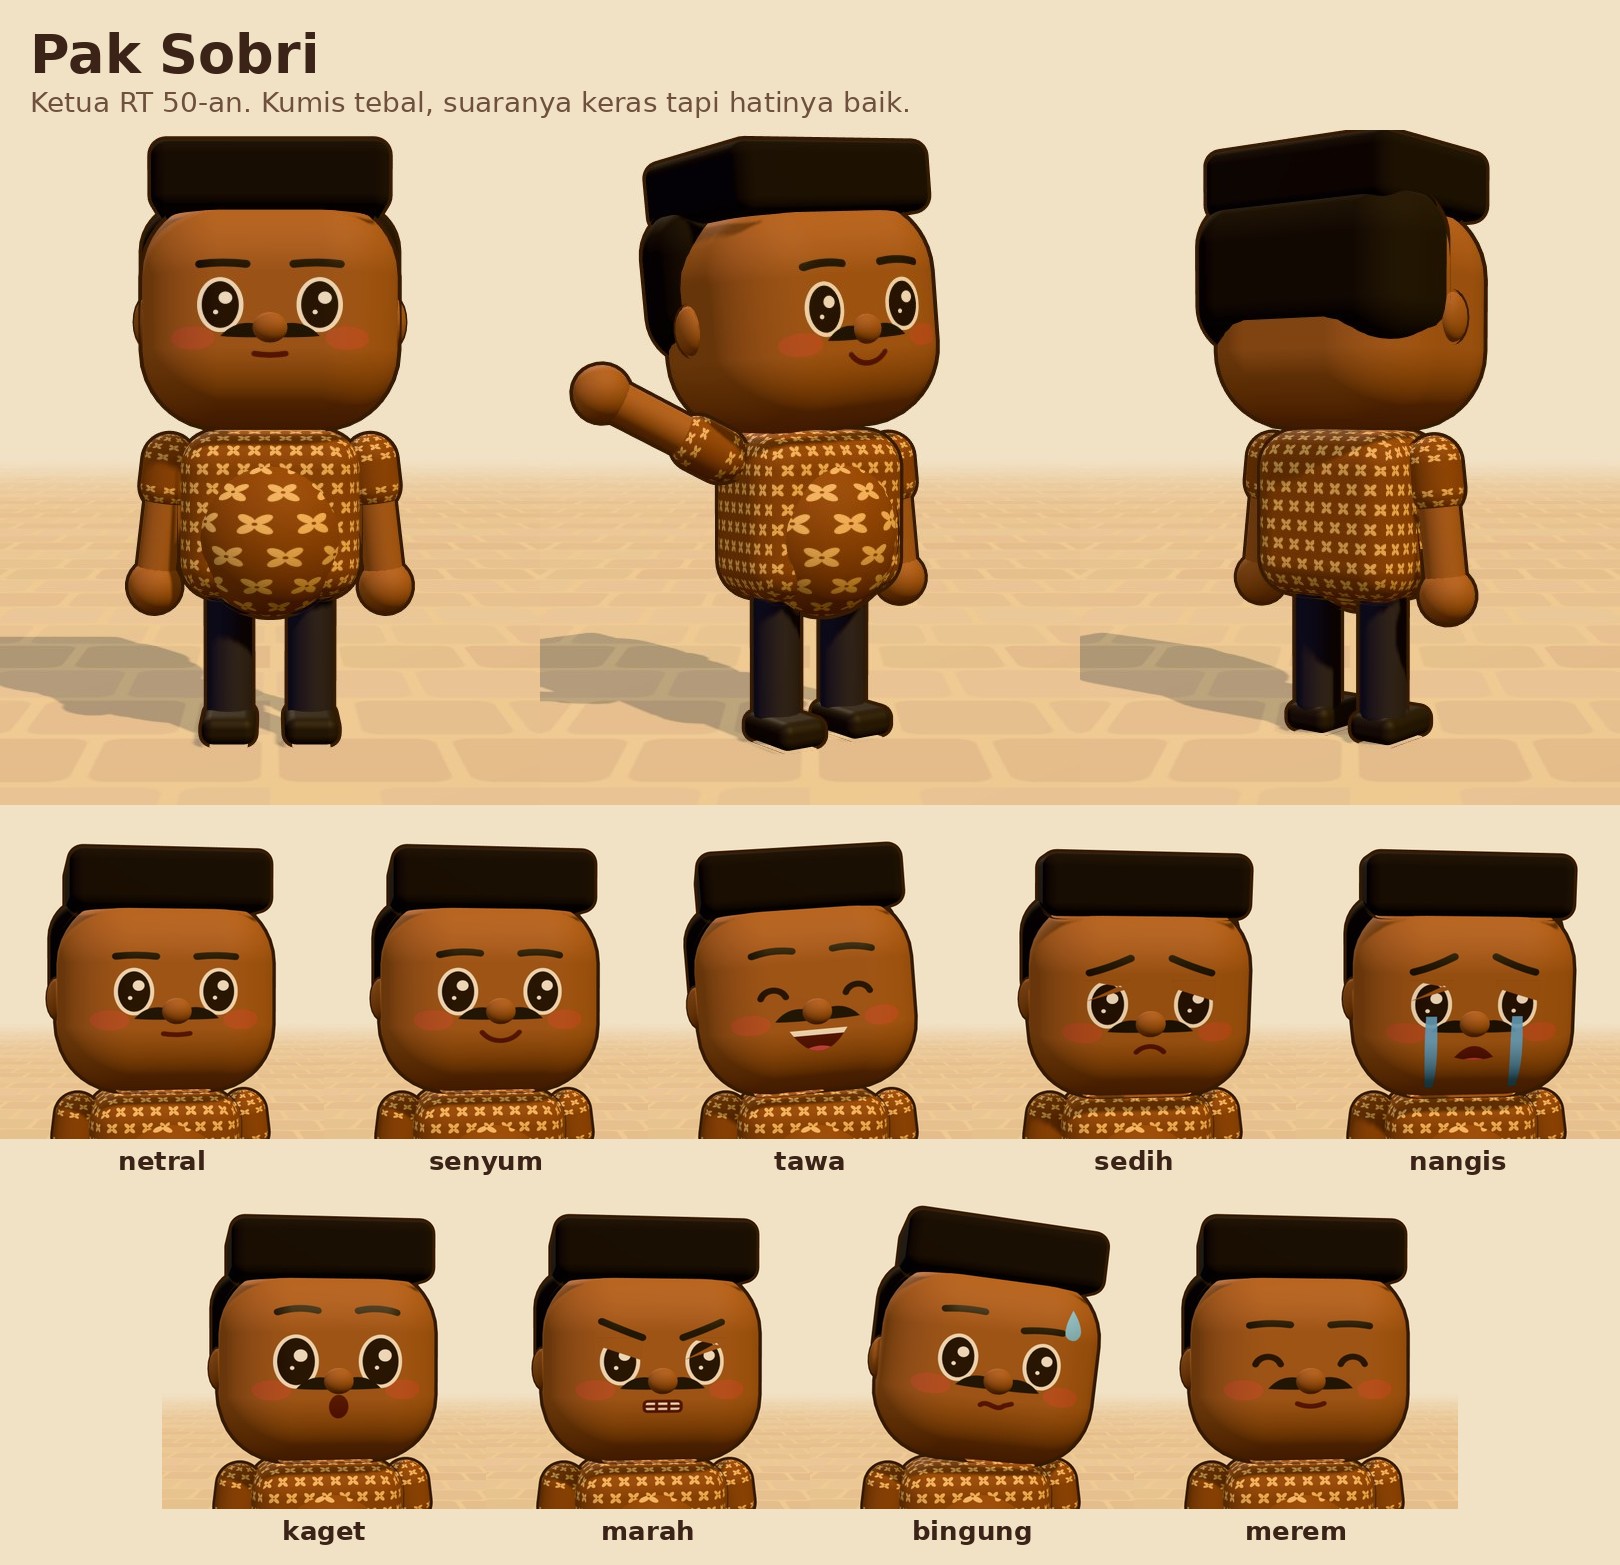 Pak Sobri
Ketua RT 50-an. Kumis tebal, suaranya keras tapi hatinya baik.
netral
senyum
tawa
sedih
nangis
kaget
marah
bingung
merem